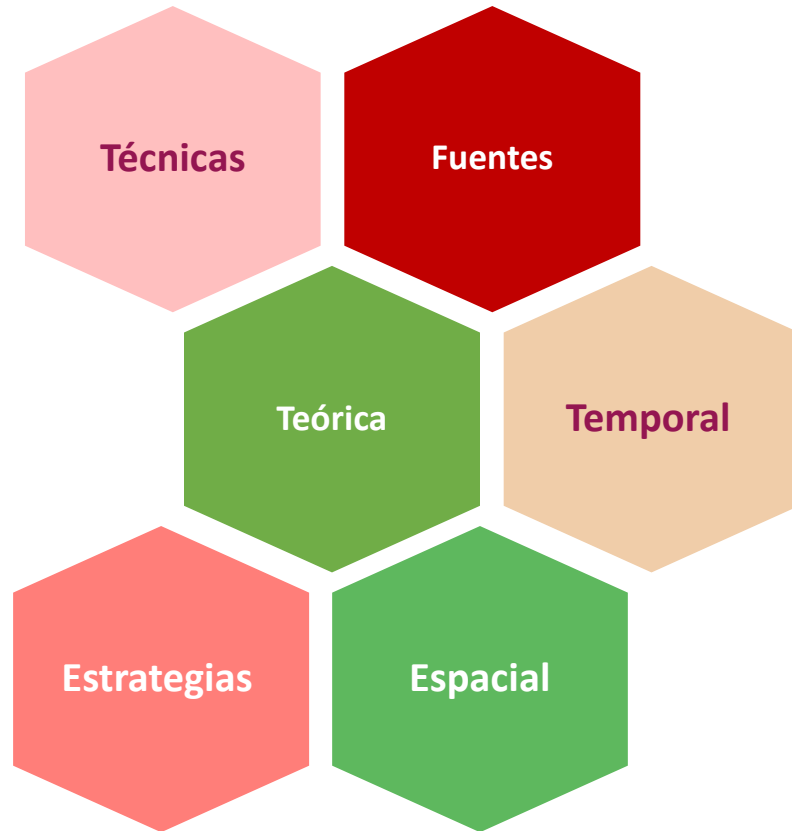 Técnicas
Fuentes
Teórica
Temporal
Estrategias
Espacial